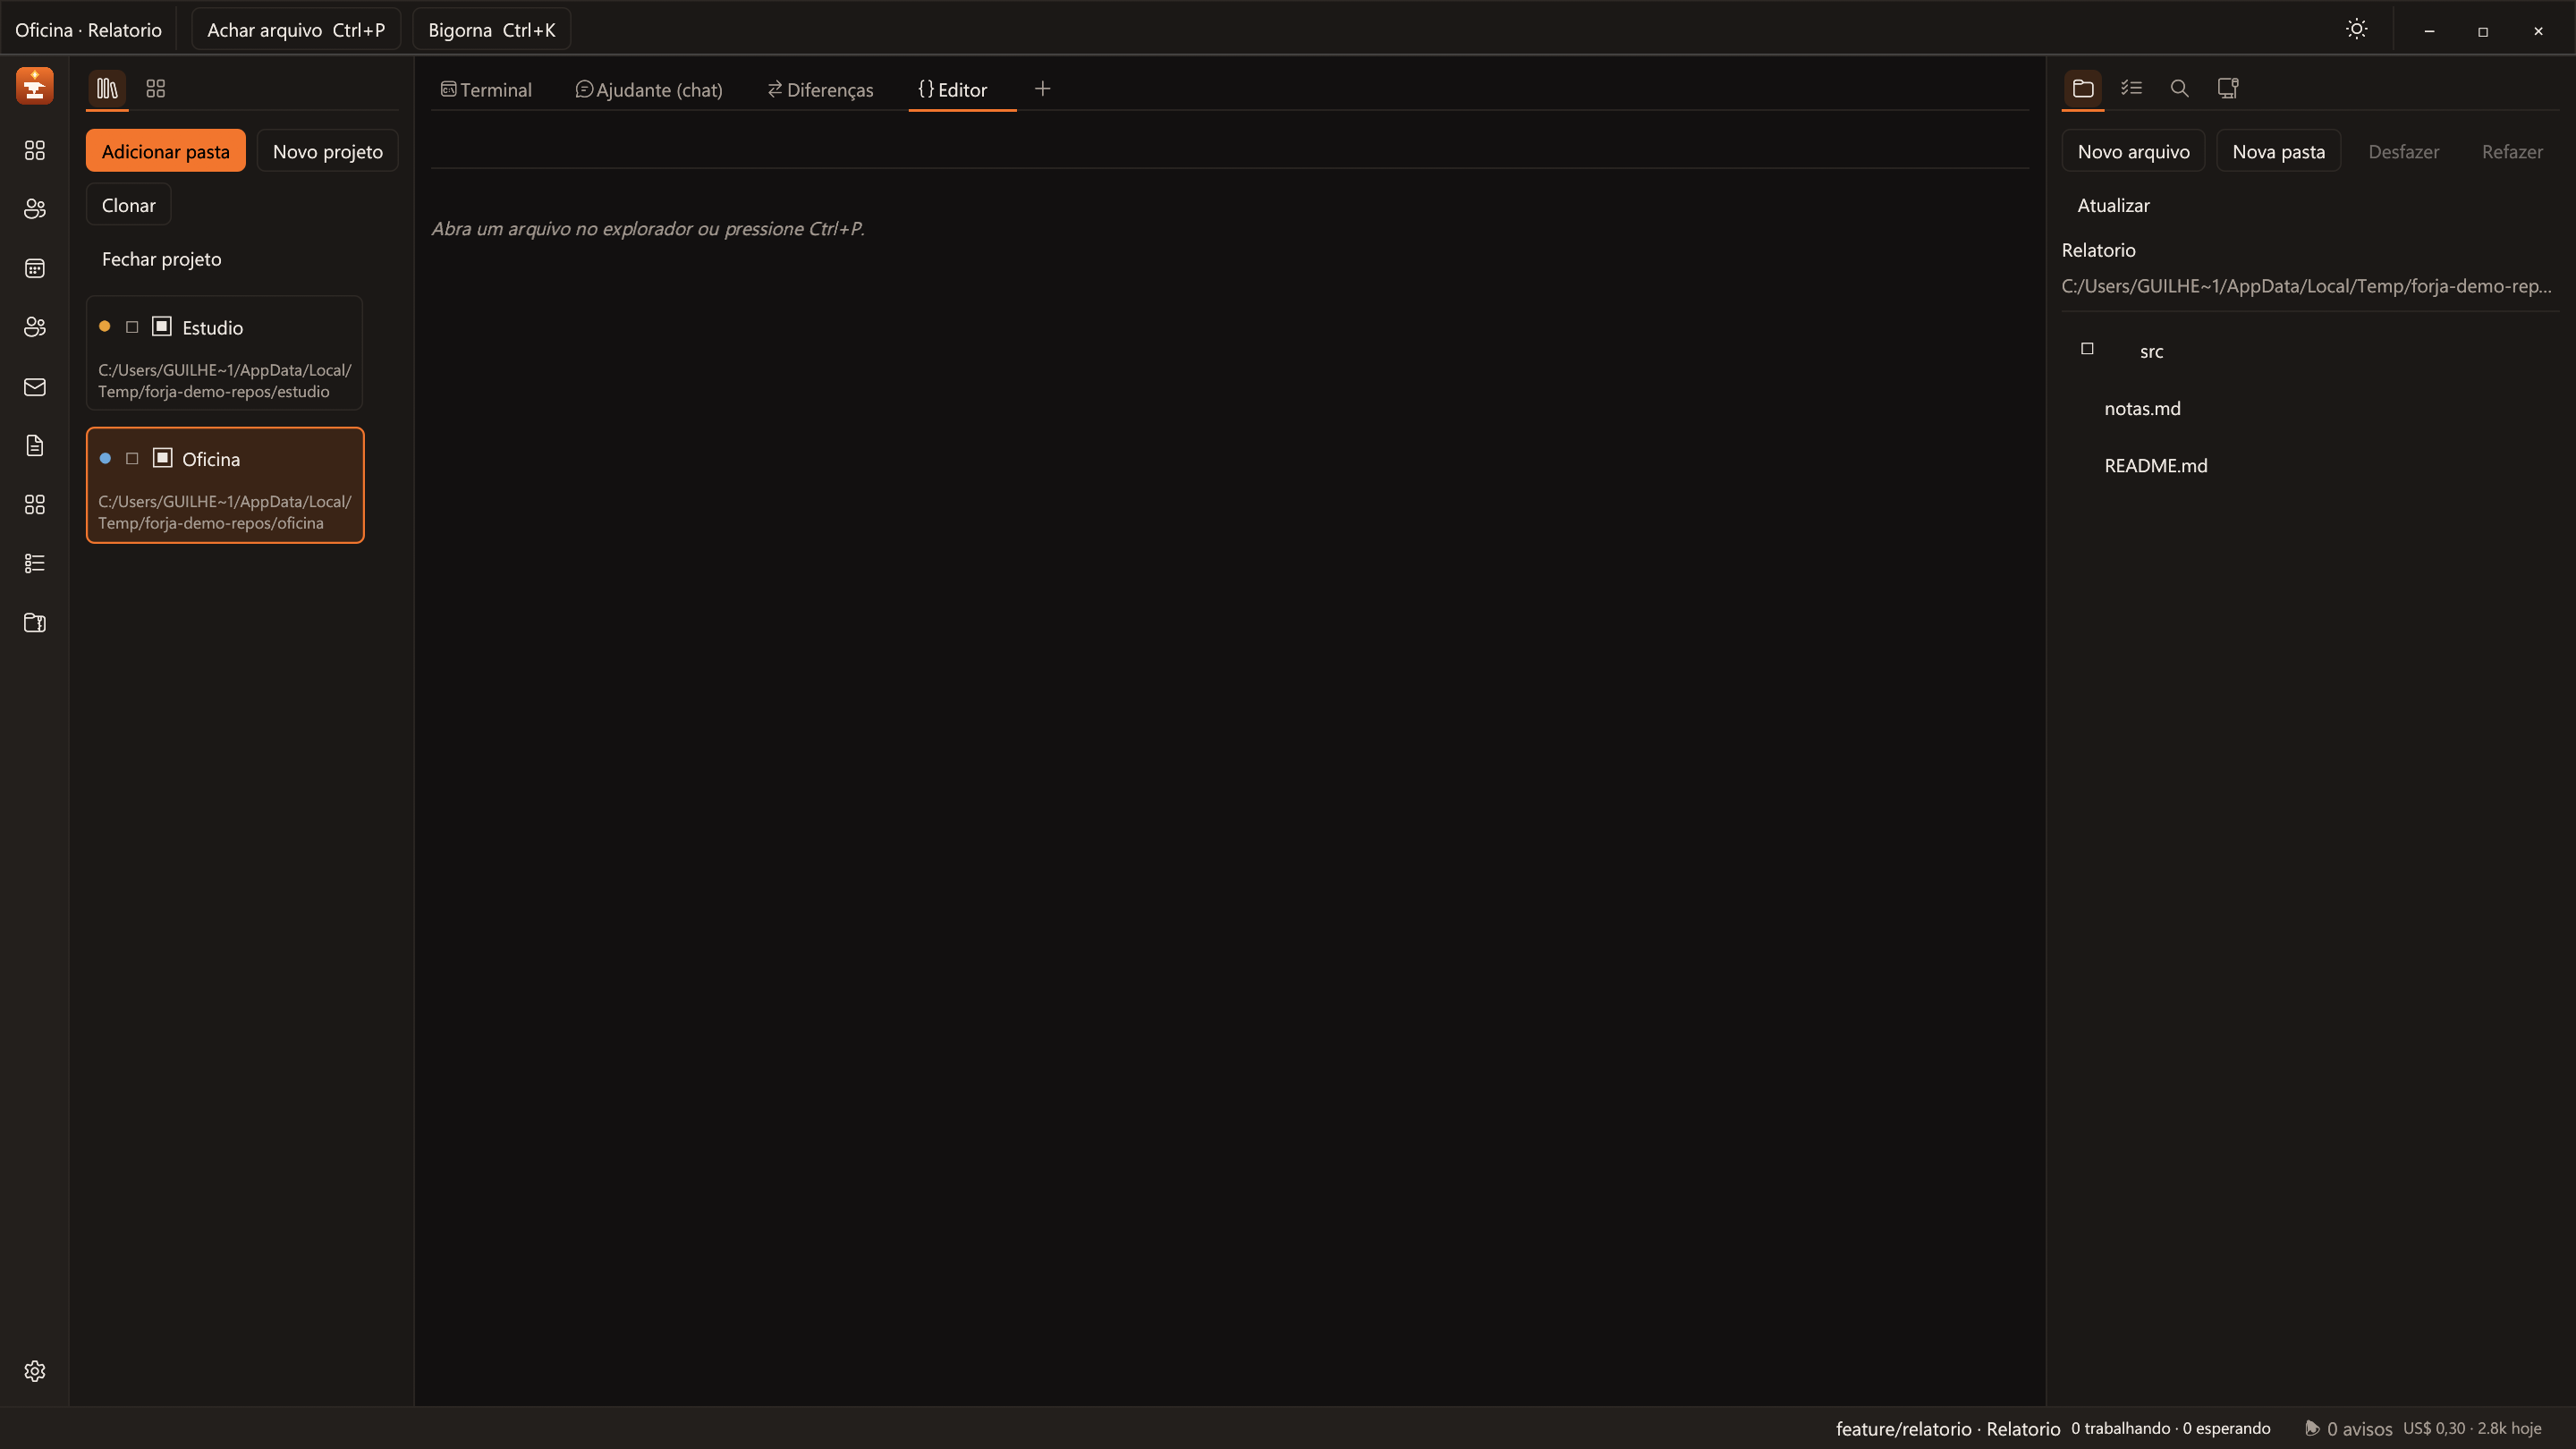 Oficina · Relatorio
Achar arquivo Ctrl+P
Bigorna Ctrl+K
Adicionar pasta
Novo projeto
Clonar
Fechar projeto
Estudio
C:/Users/GUILHE~1/AppData/Local/
Temp/forja-demo-repos/estudio
Oficina
C:/Users/GUILHE~1/AppData/Local/
Temp/forja-demo-repos/oficina
Terminal
Ajudante (chat)
Diferenças
{} Editor
Abra um arquivo no explorador ou pressione Ctrl+P.
Novo arquivo
Nova pasta
Desfazer
Refazer
Atualizar
Relatorio
C:/Users/GUILHE~1/AppData/Local/Temp/forja-demo-rep...
src
notas.md
README.md
feature/relatorio · Relatorio
0 trabalhando · 0 esperando
0 avisos
US$ 0,30 · 2.8k hoje